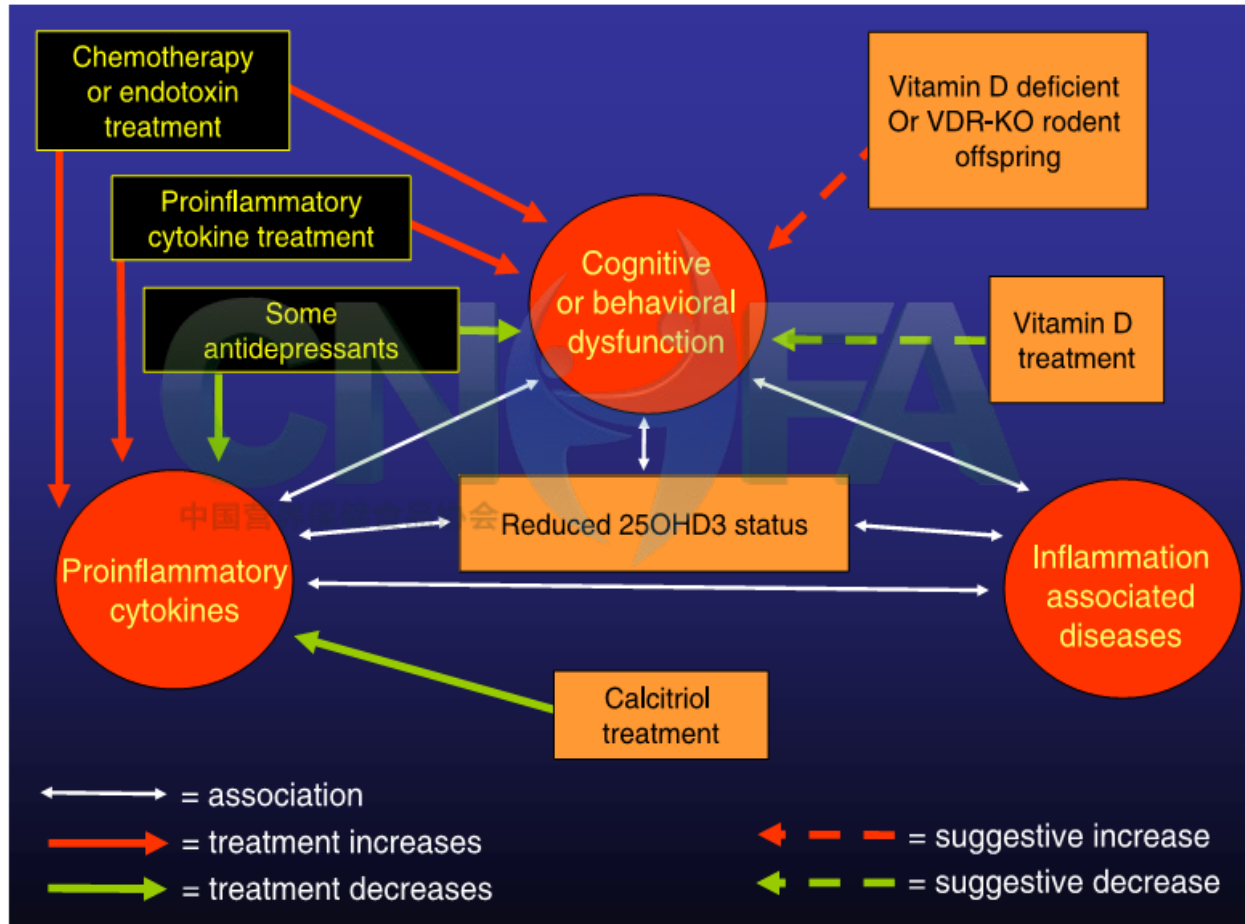 Chemotherapy
or endotoxin
treatment
Proinflammatory
cytokine treatment
Some
antidepressants
Cognitive
or behavioral
dysfunction
Vitamin D deficient
Or VDR-KO rodent
offspring
Vitamin D
treatment
Reduced 25OHD3 status
Proinflammatory
cytokines
Inflammation
associated
diseases
Calcitriol
treatment
= association
= treatment increases
= treatment decreases
= suggestive increase
= suggestive decrease
CN FA
中国营
会